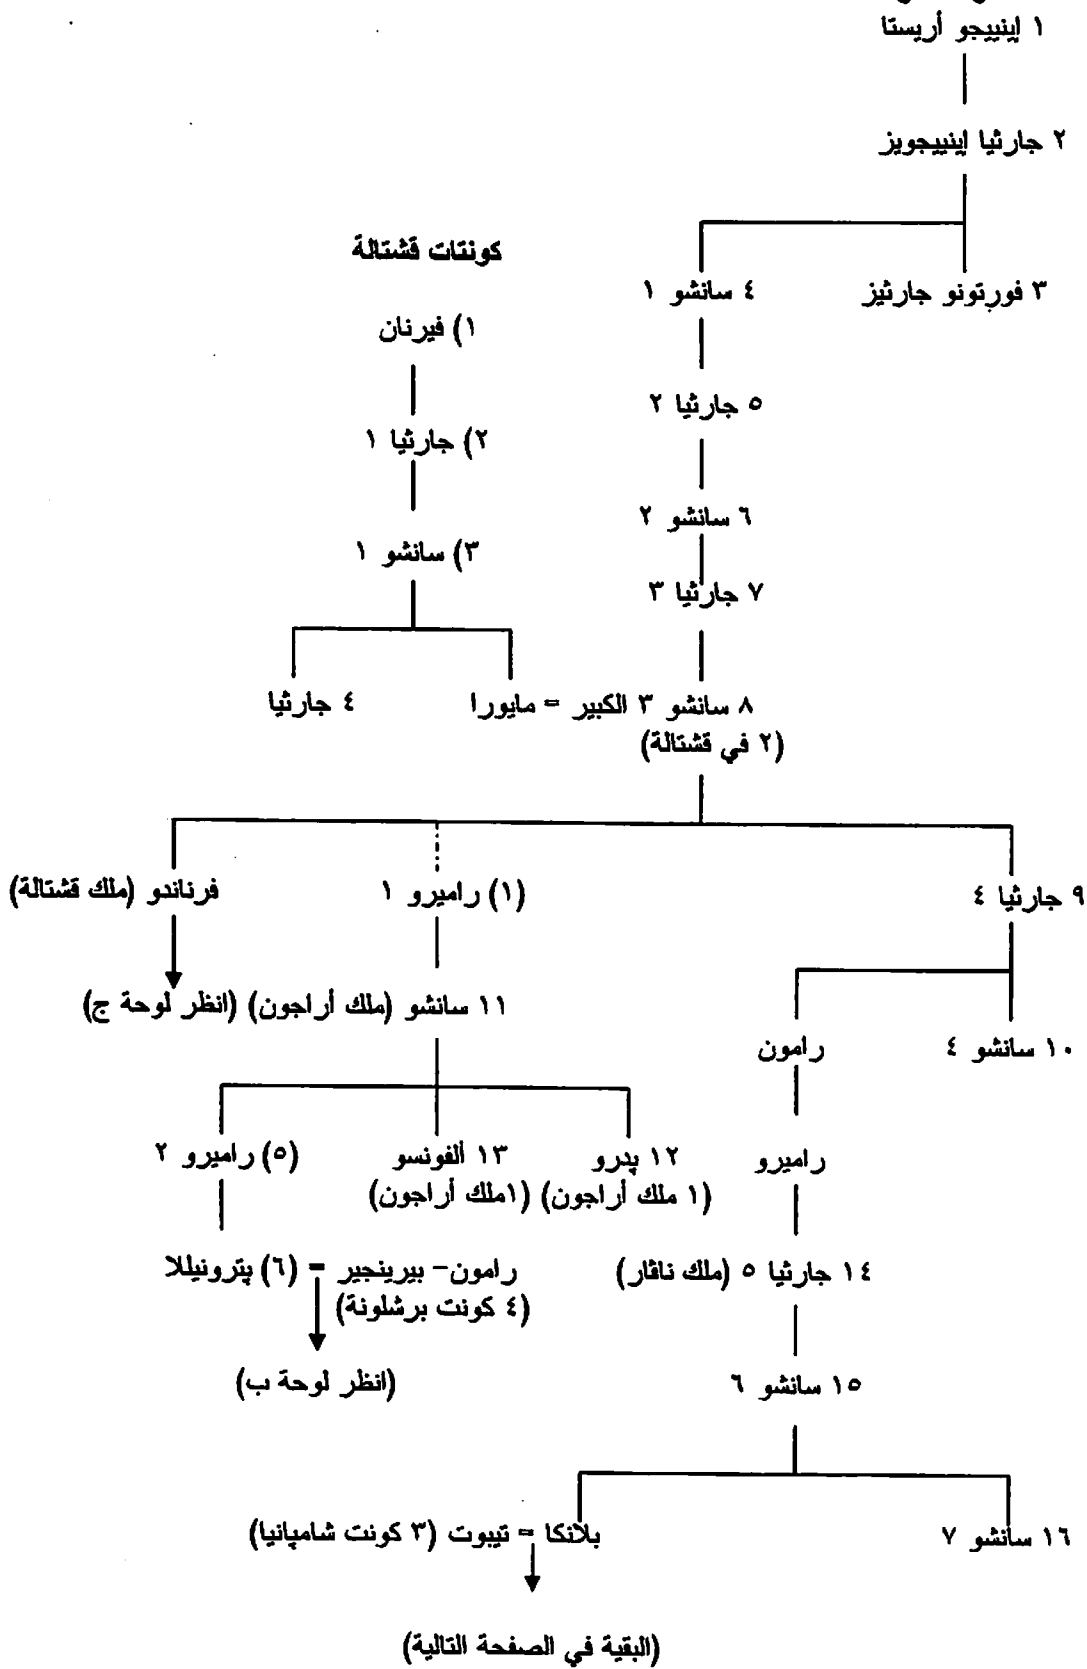 ١ إينييجو أريستا
٢ جارثيا إينييجويز
٣ فورتونو جارثيز
٤ سانشو ١
كونتات قشتالة
١) فيرنان
٥ جارثيا ٢
٢) جارثيا ١
٦ سانشو ٢
٣) سانشو ١
٧ جارثيا ٣
٨ سانشو ٣ الكبير = مايورا
٤ جارثيا
(٢ في قشتالة)
٩ جارثيا ٤
(١) راميرو ١
فرناندو (ملك قشتالة)
١١ سانشو (ملك أراجون) (انظر لوحة ج)
١٠ سانشو ٤
رامون
راميرو
١٢ پدرو
١٣ ألفونسو
(٥) راميرو ٢
(١ ملك أراجون) (١ملك أراجون)
١٤ جارثيا ٥ (ملك ناڤار)
رامون- بيرينجير = (٦) پترونيللا
(٤ كونت برشلونة)
١٥ سانشو ٦
(انظر لوحة ب)
١٦ سانشو ٧
بلانكا = تيبوت (٣ كونت شامپانيا)
(البقية في الصفحة التالية)